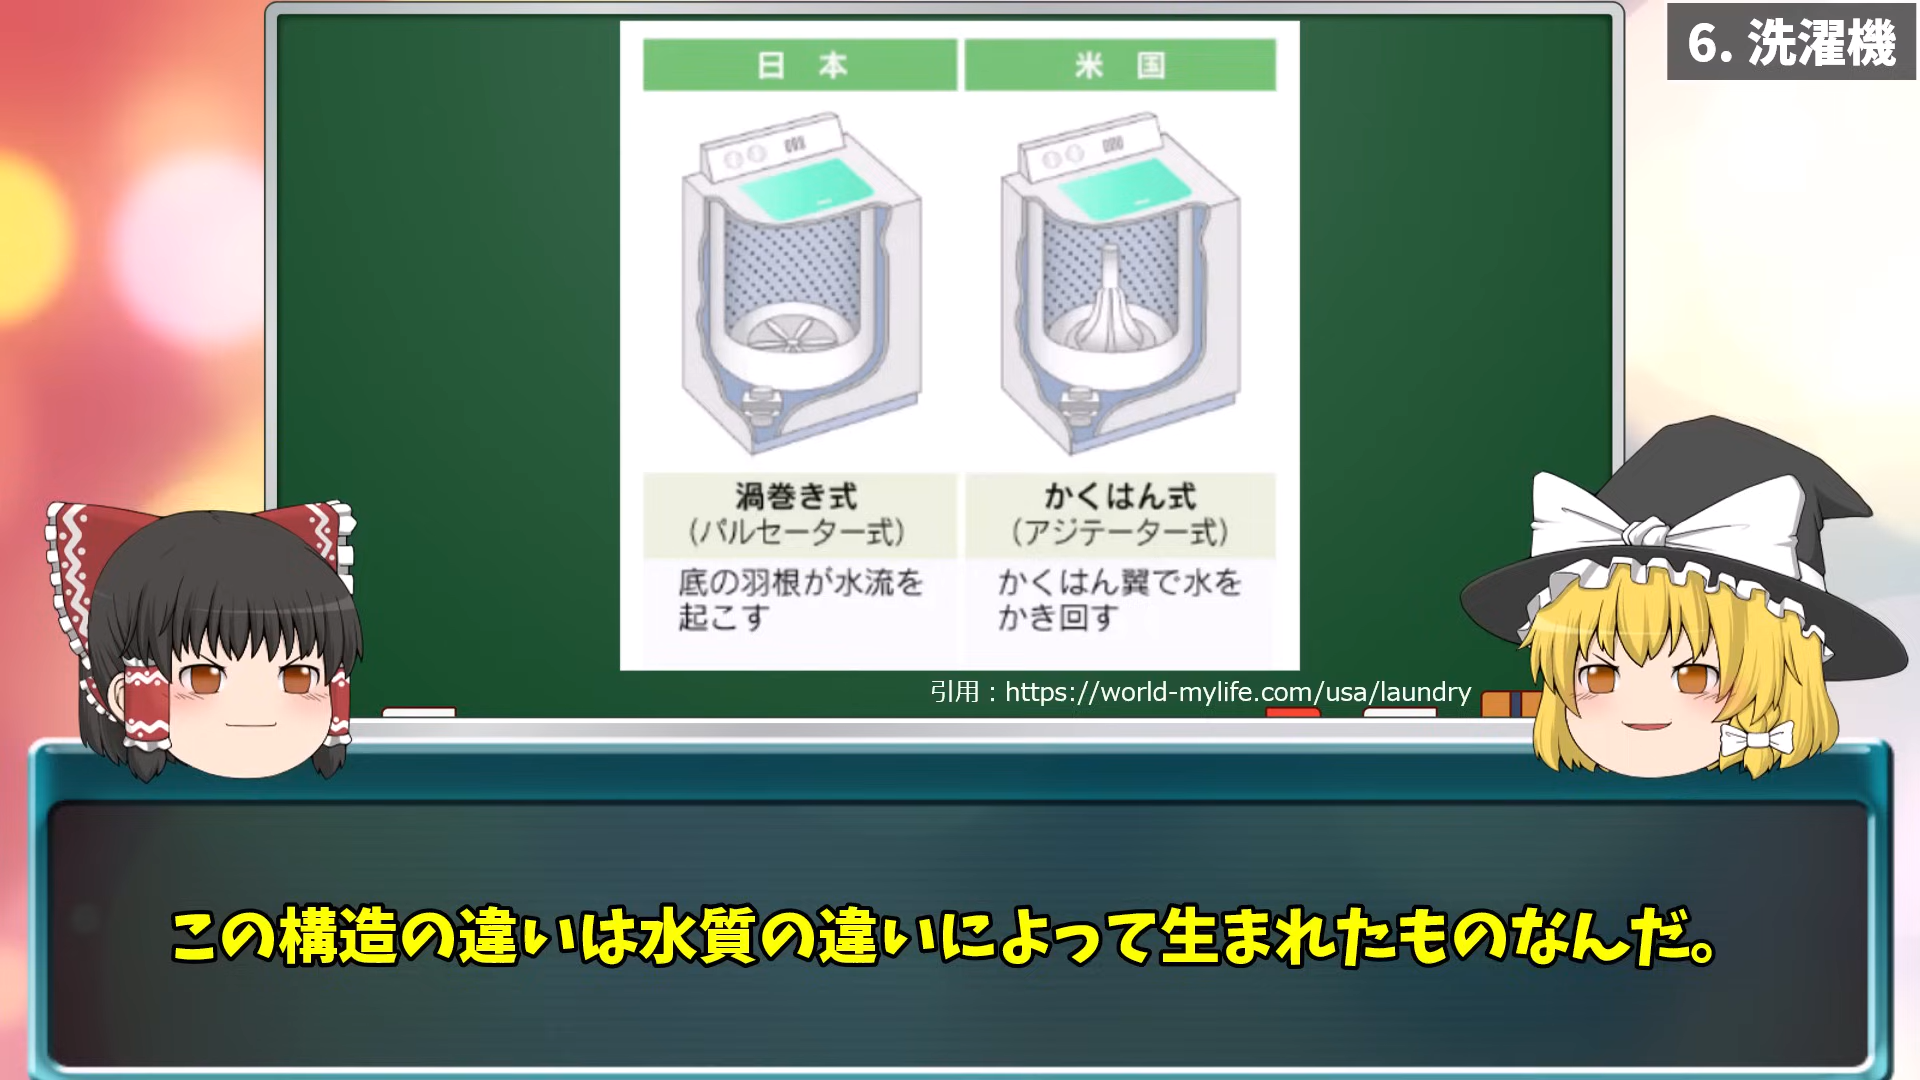 6. 洗濯機
日 本
米 国
渦巻き式
(パルセーター式)
底の羽根が水流を
起こす
かくはん式
(アジテーター式)
かくはん翼で水を
かき回す
引用：https://world-mylife.com/usa/laundry
この構造の違いは水質の違いによって生まれたものなんだ。